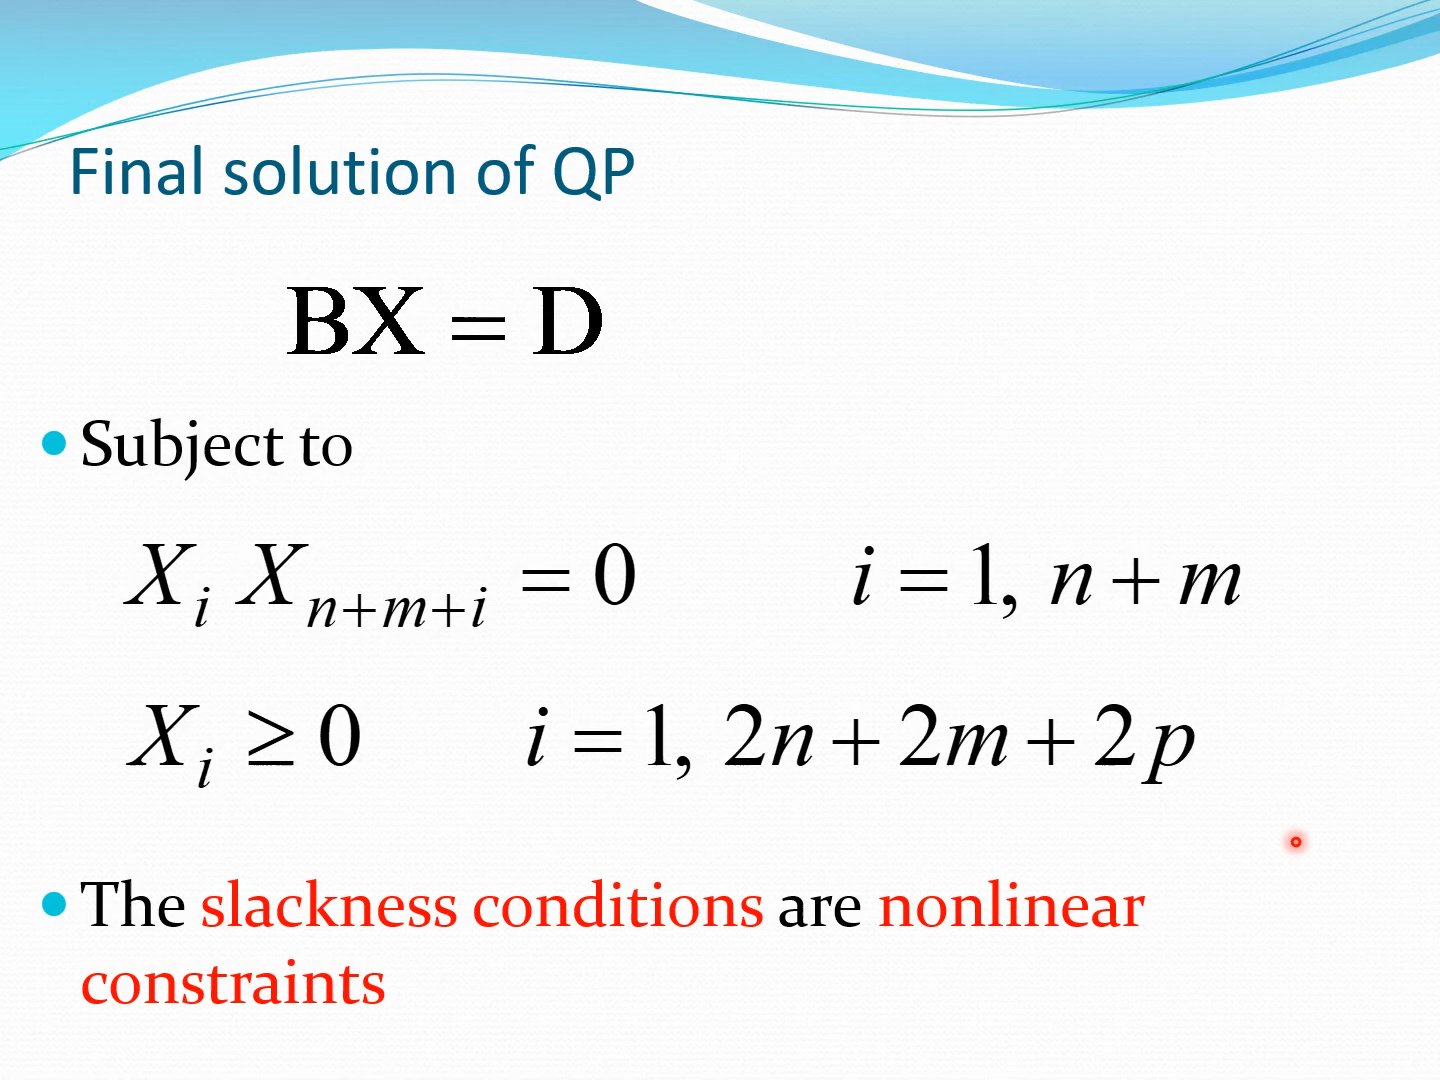 Final solution of QP
BX = D
• Subject to
X_i X_{n+m+i} = 0 i = 1, n + m
X_i ≥ 0 i = 1, 2n + 2m + 2p
• The slackness conditions are nonlinear
constraints